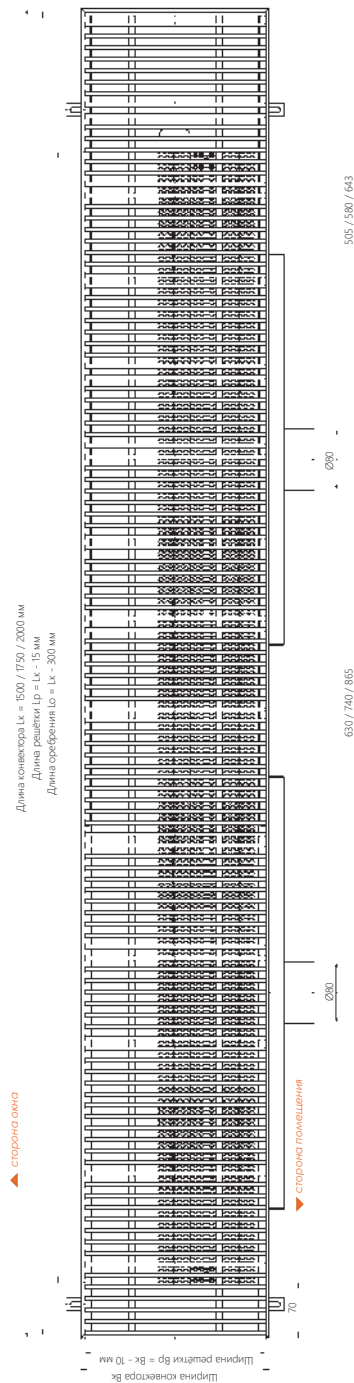 Длина конвектора Lк = 1500 / 1750 / 2000 мм
Длина решётки Lр = Lк - 15 мм
Длина оребрения Lо = Lк - 300 мм
сторона окна
сторона помещения
505 / 580 / 643
Ø80
630 / 740 / 865
Ø80
70
Ширина решётки Вр = Вк - 10 мм
Ширина конвектора Вк